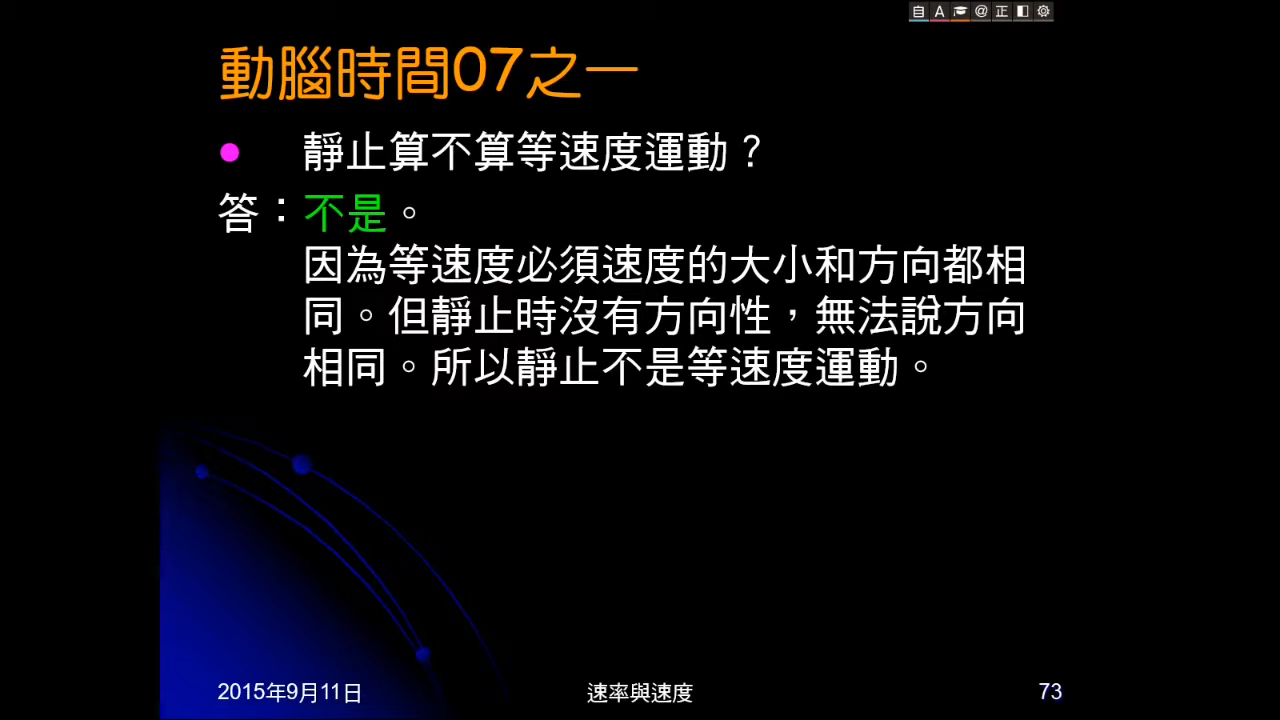 自 A @ 正
動腦時間07之一
靜止算不算等速度運動？
答：不是。
因為等速度必須速度的大小和方向都相
同。但靜止時沒有方向性，無法說方向
相同。所以靜止不是等速度運動。
2015年9月11日 速率與速度 73